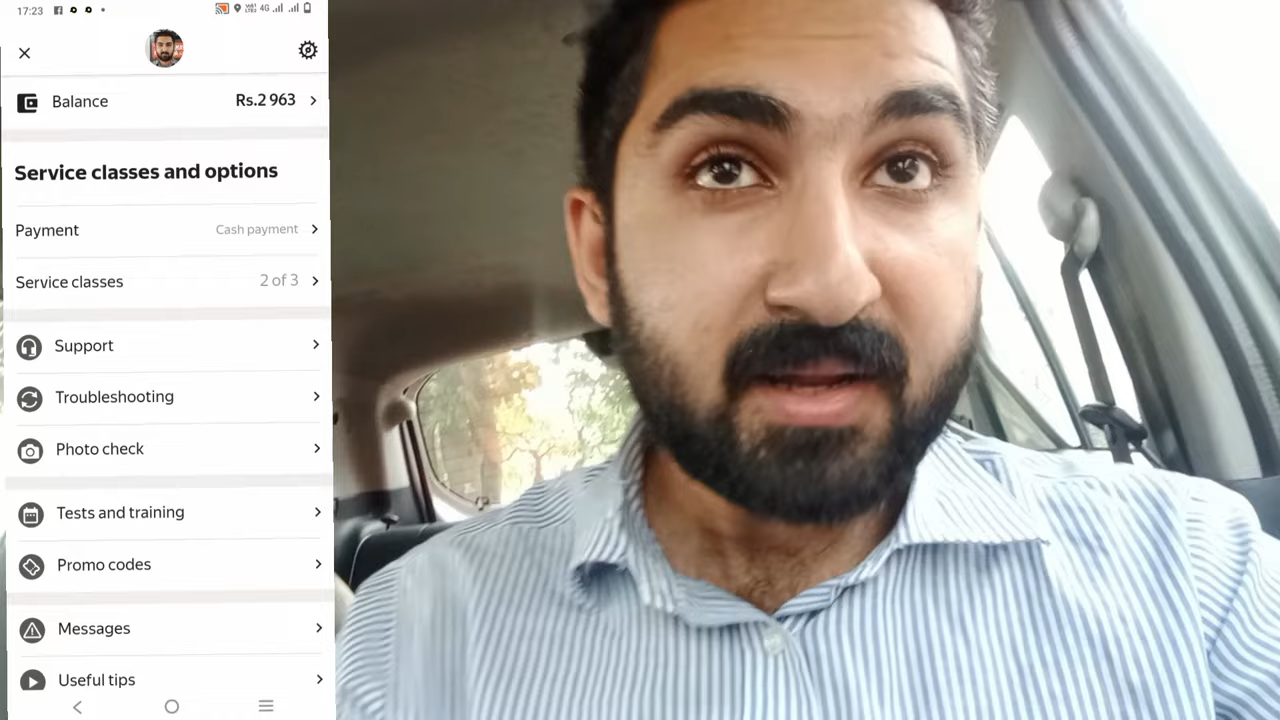 17:23
4G
Balance Rs.2 963
Service classes and options
Payment Cash payment
Service classes 2 of 3
Support
Troubleshooting
Photo check
Tests and training
Promo codes
Messages
Useful tips